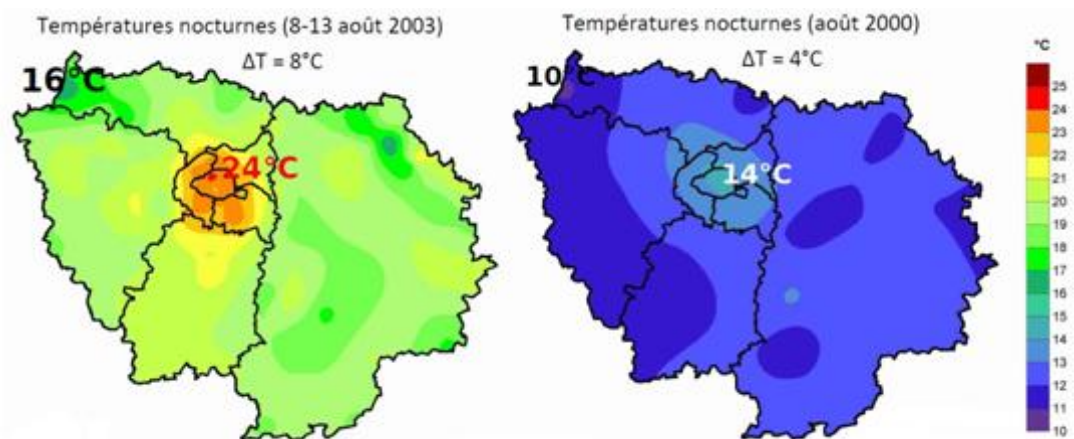 Températures nocturnes (8-13 août 2003)
ΔT = 8°C
16°C
24°C
Températures nocturnes (août 2000)
ΔT = 4°C
10°C
14°C
°C
25
24
23
22
21
20
19
18
17
16
15
14
13
12
11
10